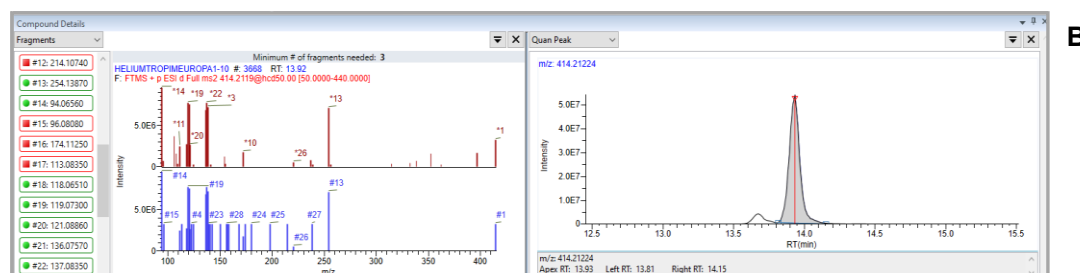 Compound Details
Fragments
#12: 214.10740
#13: 254.13870
#14: 94.06560
#15: 96.08080
#16: 174.11250
#17: 113.08350
#18: 118.06510
#19: 119.07300
#20: 121.08860
#21: 136.07570
#22: 137.08350
Minimum # of fragments needed: 3
HELIUMTROPIMEUROPA1-10 #: 3668 RT: 13.92
F: FTMS + p ESI d Full ms2 414.2119@hcd50.00 [50.0000-440.0000]
*14 *19 *22 *3 *13
*11 *20 *10 *26 *1
5.0E6
0
Intensity
#14 #19 #13
#15 #4 #23 #28 #24 #25 #27 #1
#26
5.0E6
0
100 150 200 250 300 350 400
m/z
Quan Peak
m/z: 414.21224
5.0E7
4.0E7
3.0E7
2.0E7
1.0E7
0
Intensity
12.5 13.0 13.5 14.0 14.5 15.0 15.5
RT(min)
m/z: 414.21224
Apex RT: 13.93 Left RT: 13.81 Right RT: 14.15
B